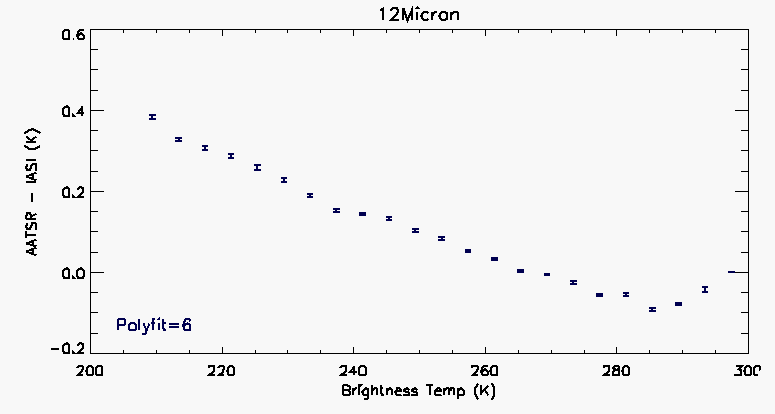 12Micron
0.6
0.4
0.2
0.0
-0.2
AATSR - IASI (K)
Polyfit=6
200 220 240 260 280 300
Brightness Temp (K)